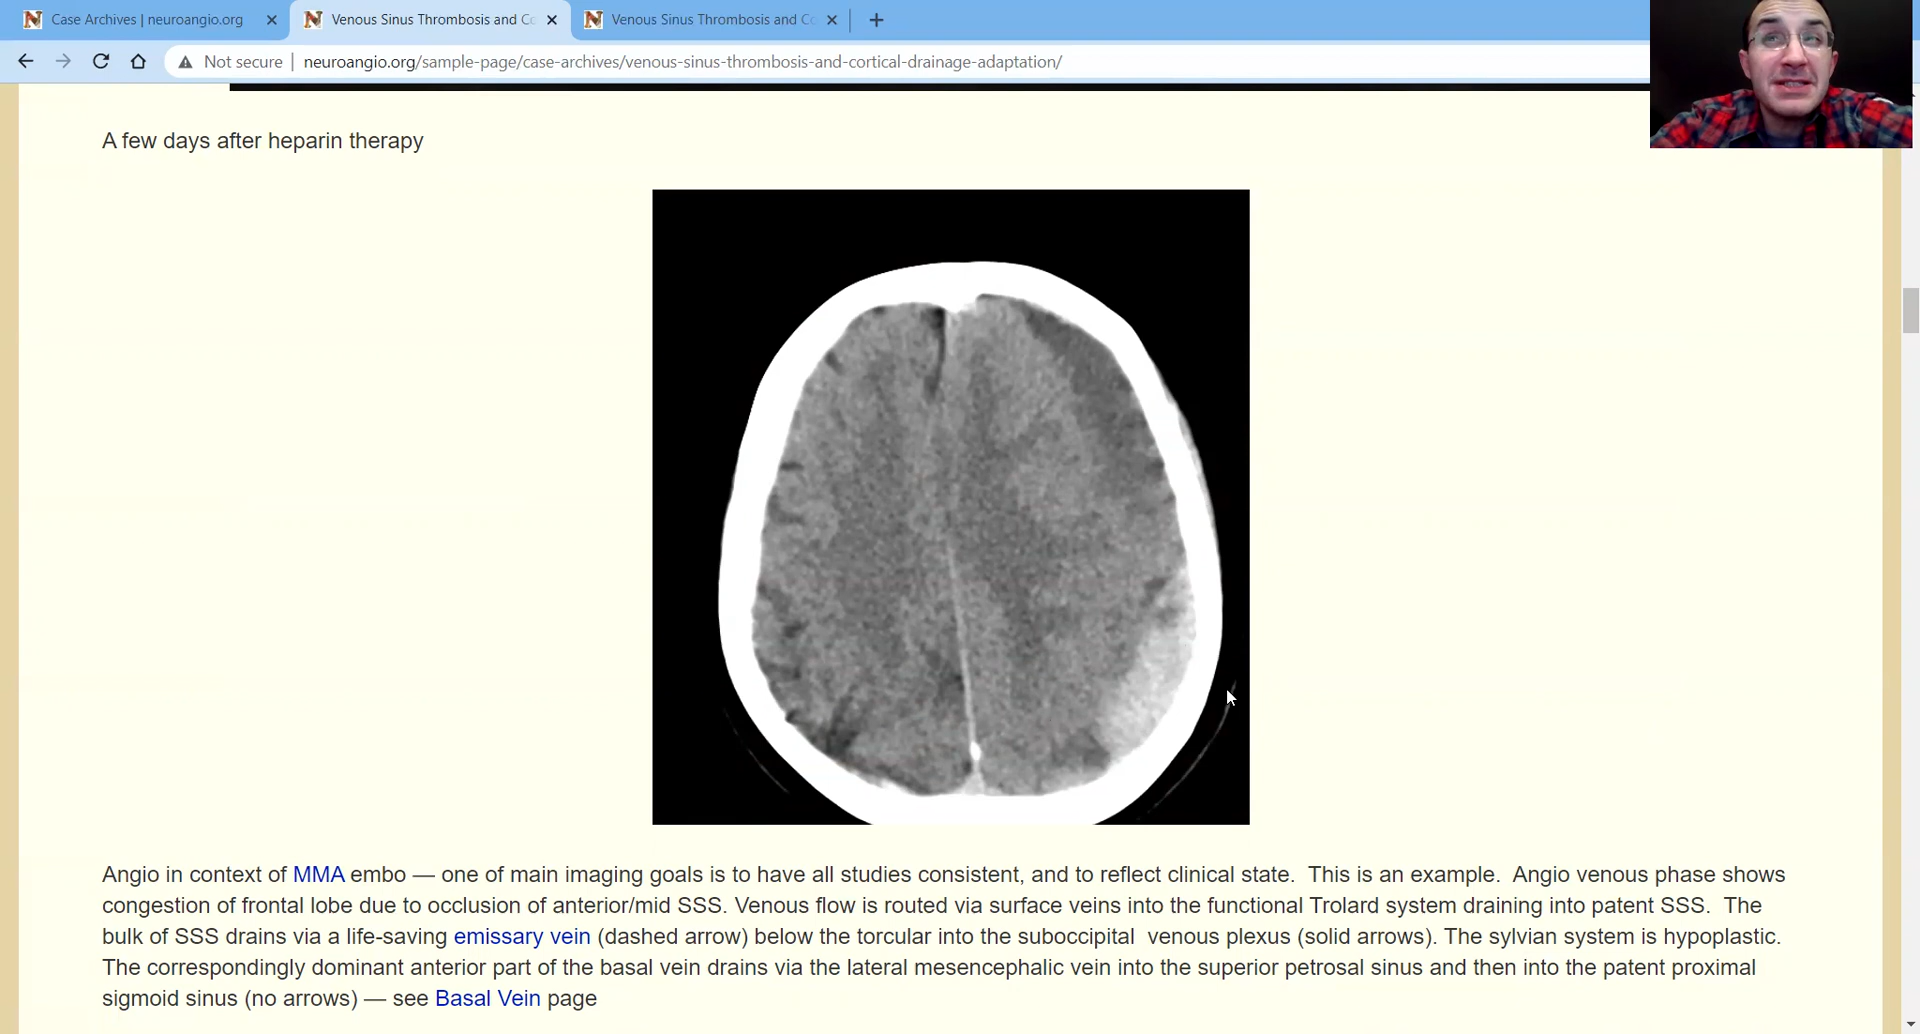 Case Archives | neuroangio.org
Venous Sinus Thrombosis and Co
Venous Sinus Thrombosis and Co
Not secure | neuroangio.org/sample-page/case-archives/venous-sinus-thrombosis-and-cortical-drainage-adaptation/
A few days after heparin therapy
Angio in context of MMA embo — one of main imaging goals is to have all studies consistent, and to reflect clinical state.  This is an example.  Angio venous phase shows
congestion of frontal lobe due to occlusion of anterior/mid SSS. Venous flow is routed via surface veins into the functional Trolard system draining into patent SSS.  The
bulk of SSS drains via a life-saving emissary vein (dashed arrow) below the torcular into the suboccipital  venous plexus (solid arrows). The sylvian system is hypoplastic.
The correspondingly dominant anterior part of the basal vein drains via the lateral mesencephalic vein into the superior petrosal sinus and then into the patent proximal
sigmoid sinus (no arrows) — see Basal Vein page